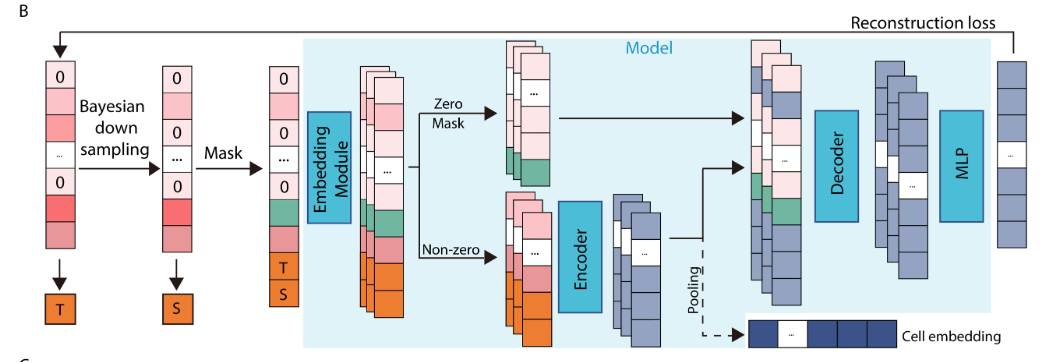 B
Reconstruction loss
Model
0
0
...
T
Bayesian
down
sampling
0
0
...
0
S
Mask
0
0
...
0
T
S
Embedding
Module
...
Zero
Mask
Non-zero
...
...
Encoder
...
Pooling
...
Decoder
...
MLP
...
...
Cell embedding